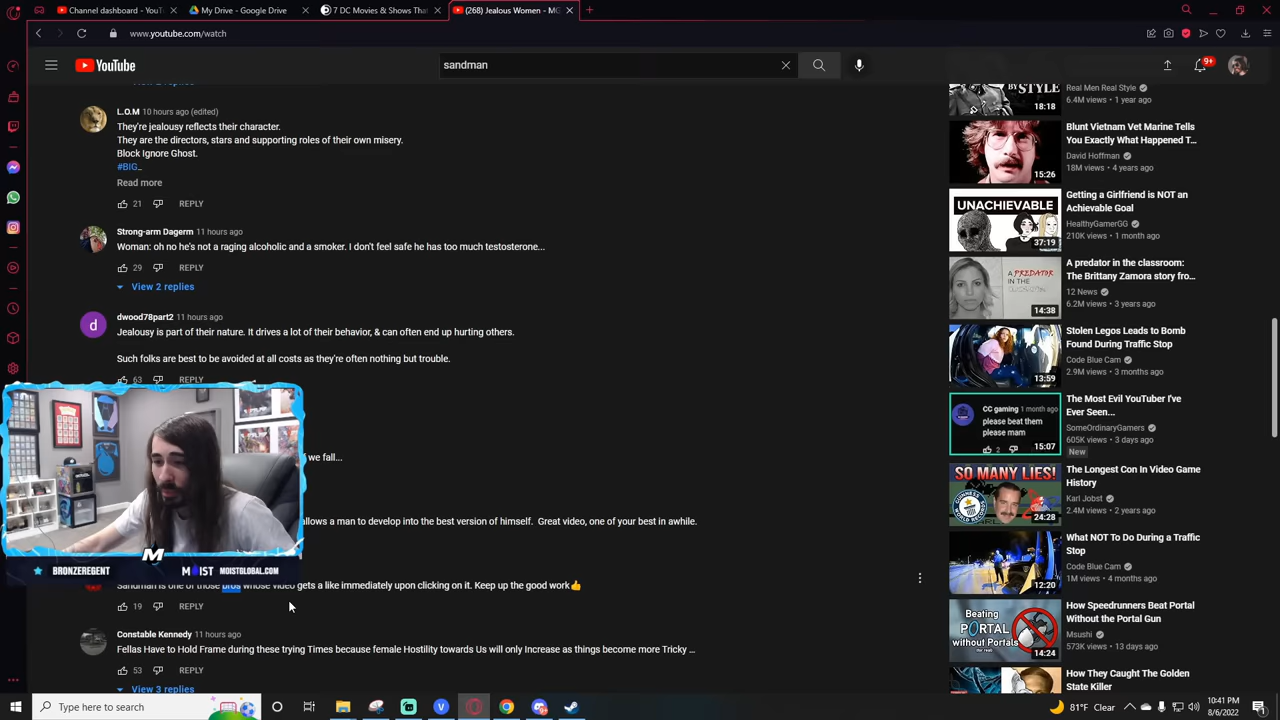 Channel dashboard - YouT
My Drive - Google Drive
7 DC Movies & Shows That
(268) Jealous Women - MG
www.youtube.com/watch
YouTube
sandman
9+
L.O.M 10 hours ago (edited)
They're jealousy reflects their character.
They are the directors, stars and supporting roles of their own misery.
Block Ignore Ghost.
#BIG_
Read more
21 REPLY
Strong-arm Dagerm 11 hours ago
Woman: oh no he's not a raging alcoholic and a smoker. I don't feel safe he has too much testosterone...
29 REPLY
View 2 replies
d
dwood78part2 11 hours ago
Jealousy is part of their nature. It drives a lot of their behavior, & can often end up hurting others.
Such folks are best to be avoided at all costs as they're often nothing but trouble.
63 REPLY
we fall...
allows a man to develop into the best version of himself. Great video, one of your best in awhile.
BRONZEREGENT
M
MOIST MOISTGLOBAL.COM
Sandman is one of those bros whose video gets a like immediately upon clicking on it. Keep up the good work👍
19 REPLY
Constable Kennedy 11 hours ago
Fellas Have to Hold Frame during these trying Times because female Hostility towards Us will only Increase as things become more Tricky ...
53 REPLY
View 3 replies
BY STYLE
18:18
Real Men Real Style
6.4M views • 1 year ago
15:26
Blunt Vietnam Vet Marine Tells
You Exactly What Happened T...
David Hoffman
18M views • 4 years ago
UNACHIEVABLE
37:19
Getting a Girlfriend is NOT an
Achievable Goal
HealthyGamerGG
210K views • 1 month ago
A PREDATOR
IN THE
14:38
A predator in the classroom:
The Brittany Zamora story fro...
12 News
6.2M views • 3 years ago
13:59
Stolen Legos Leads to Bomb
Found During Traffic Stop
Code Blue Cam
2.9M views • 3 months ago
CC gaming 1 month ago
please beat them
please mam
2
15:07
The Most Evil YouTuber I've
Ever Seen...
SomeOrdinaryGamers
605K views • 3 days ago
New
SO MANY LIES!
24:28
The Longest Con In Video Game
History
Karl Jobst
2.4M views • 2 years ago
12:20
What NOT To Do During a Traffic
Stop
Code Blue Cam
1M views • 4 months ago
Beating
PORTAL
without Portals
(for real)
14:24
How Speedrunners Beat Portal
Without the Portal Gun
Msushi
573K views • 13 days ago
How They Caught The Golden
State Killer
Type here to search
81°F Clear
10:41 PM
8/6/2022